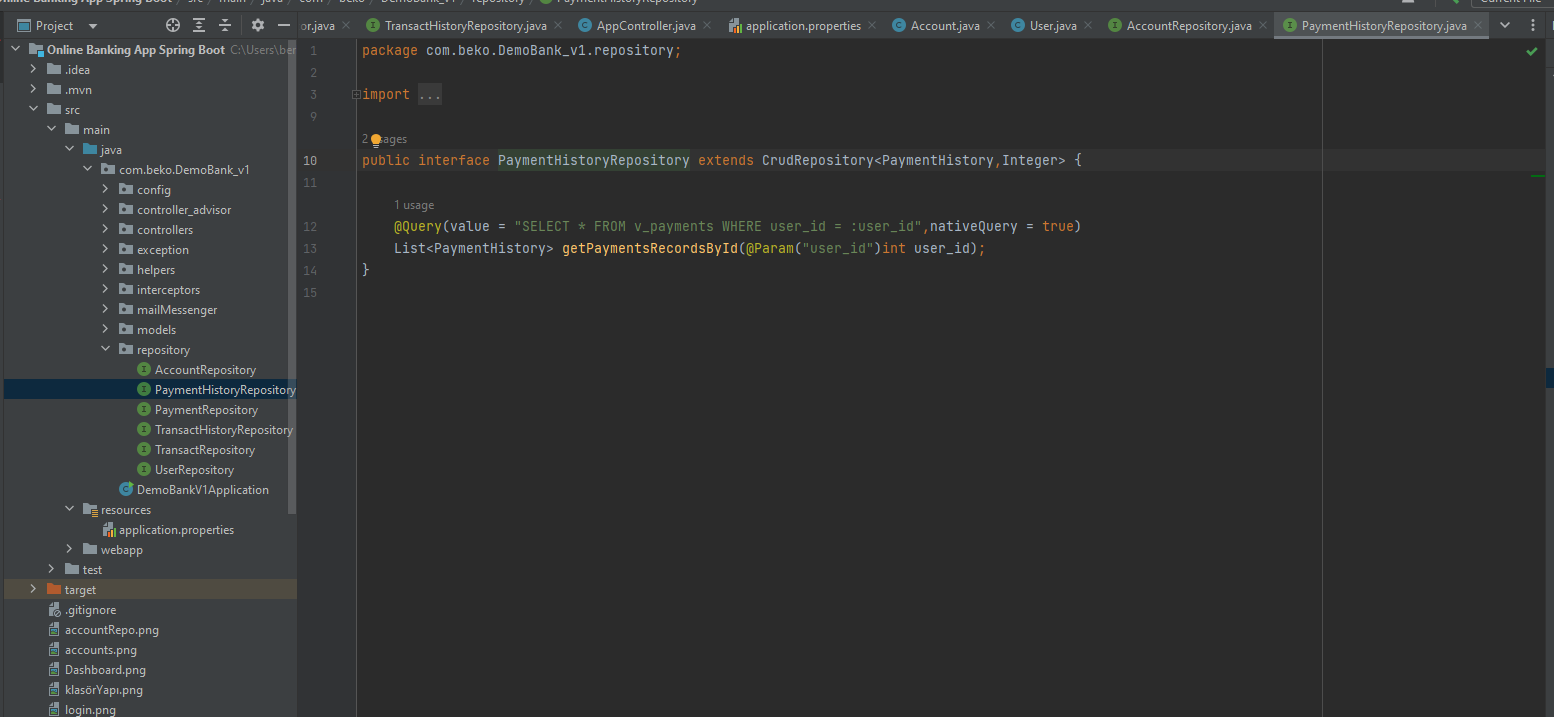 Online Banking App Spring Boot src main java com beko DemoBank_v1 repository PaymentHistoryRepository Current File
Project
or.java TransactHistoryRepository.java AppController.java application.properties Account.java User.java AccountRepository.java PaymentHistoryRepository.java
Online Banking App Spring Boot C:\Users\ber
.idea
.mvn
src
main
java
com.beko.DemoBank_v1
config
controller_advisor
controllers
exception
helpers
interceptors
mailMessenger
models
repository
AccountRepository
PaymentHistoryRepository
PaymentRepository
TransactHistoryRepository
TransactRepository
UserRepository
DemoBankV1Application
resources
application.properties
webapp
test
target
.gitignore
accountRepo.png
accounts.png
Dashboard.png
klasörYapı.png
login.png
1 package com.beko.DemoBank_v1.repository;
2
3 import ...
9
2 usages
10 public interface PaymentHistoryRepository extends CrudRepository<PaymentHistory,Integer> {
11
1 usage
12 @Query(value = "SELECT * FROM v_payments WHERE user_id = :user_id",nativeQuery = true)
13 List<PaymentHistory> getPaymentsRecordsById(@Param("user_id")int user_id);
14 }
15